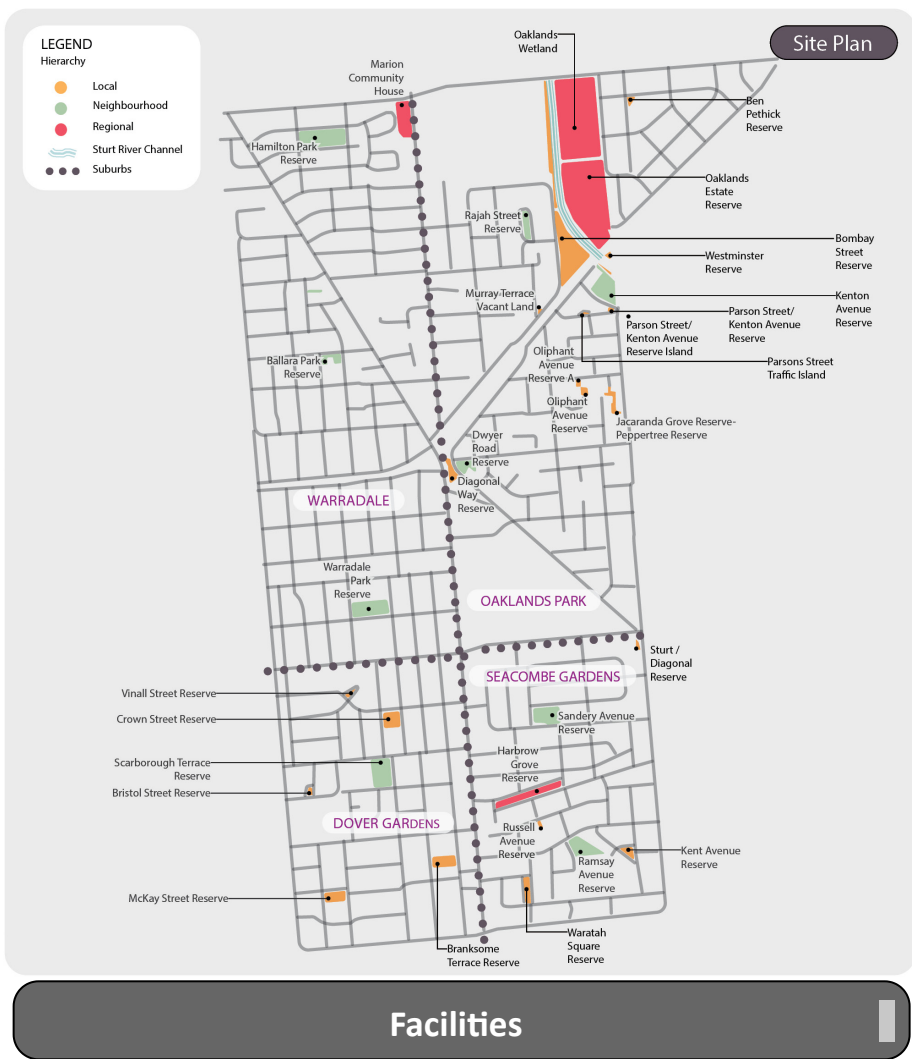 Site Plan
LEGEND
Hierarchy
Local
Neighbourhood
Regional
Sturt River Channel
Suburbs
Oaklands
Wetland
Marion
Community
House
Ben
Pethick
Reserve
Hamilton Park
Reserve
Oaklands
Estate
Reserve
Rajah Street
Reserve
Bombay
Street
Reserve
Westminster
Reserve
Murray Terrace
Vacant Land
Kenton
Avenue
Reserve
Parson Street/
Kenton Avenue
Reserve
Parson Street/
Kenton Avenue
Reserve Island
Parsons Street
Traffic Island
Ballara Park
Reserve
Oliphant
Avenue
Reserve A
Oliphant
Avenue
Reserve
Jacaranda Grove Reserve-
Peppertree Reserve
Dwyer
Road
Reserve
Diagonal
Way
Reserve
WARRADALE
Warradale
Park
Reserve
OAKLANDS PARK
Sturt /
Diagonal
Reserve
SEACOMBE GARDENS
Vinall Street Reserve
Crown Street Reserve
Sandery Avenue
Reserve
Scarborough Terrace
Reserve
Harbrow
Grove
Reserve
Bristol Street Reserve
DOVER GARDENS
Russell
Avenue
Reserve
Ramsay
Avenue
Reserve
Kent Avenue
Reserve
McKay Street Reserve
Waratah
Square
Reserve
Branksome
Terrace Reserve
Facilities